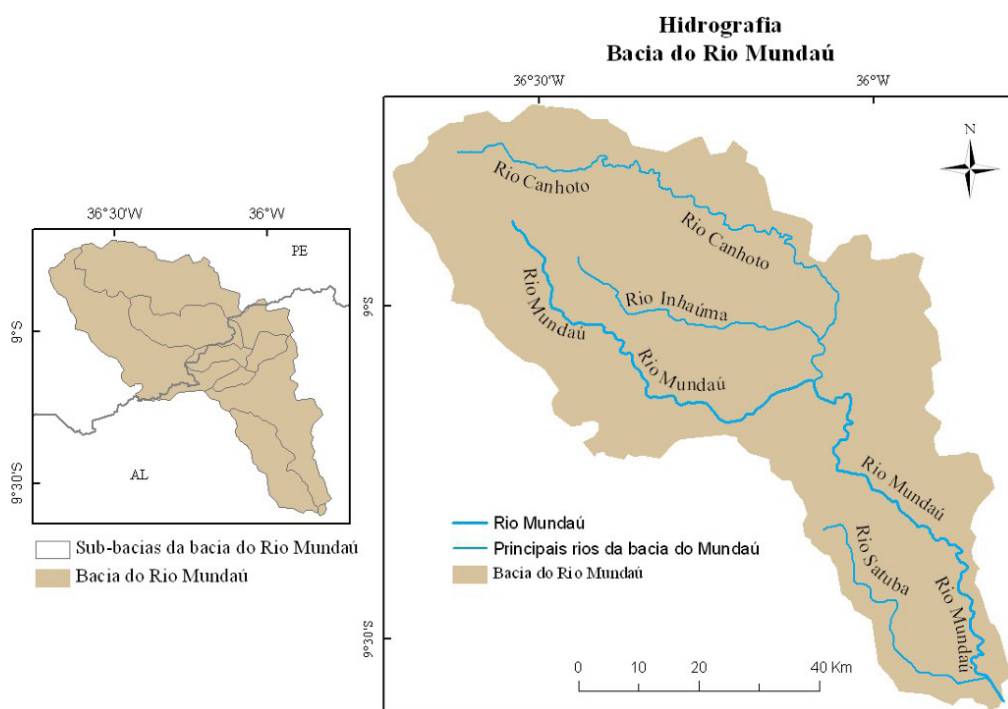 Hidrografia
Bacia do Rio Mundaú
36°30'W
36°W
N
Rio Canhoto
Rio Canhoto
Rio Inhaúma
Rio Mundaú
Rio Mundaú
Rio Mundaú
Rio Satuba
Rio Mundaú
9°S
9°30'S
Rio Mundaú
Principais rios da bacia do Mundaú
Bacia do Rio Mundaú
0 10 20 40 Km
36°30'W
36°W
PE
9°S
9°30'S
AL
Sub-bacias da bacia do Rio Mundaú
Bacia do Rio Mundaú